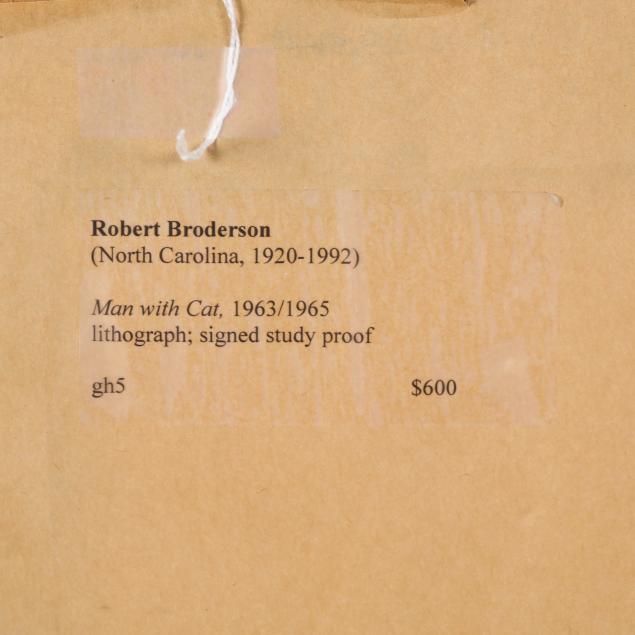 Robert Broderson
(North Carolina, 1920-1992)
Man with Cat, 1963/1965
lithograph; signed study proof
gh5 $600